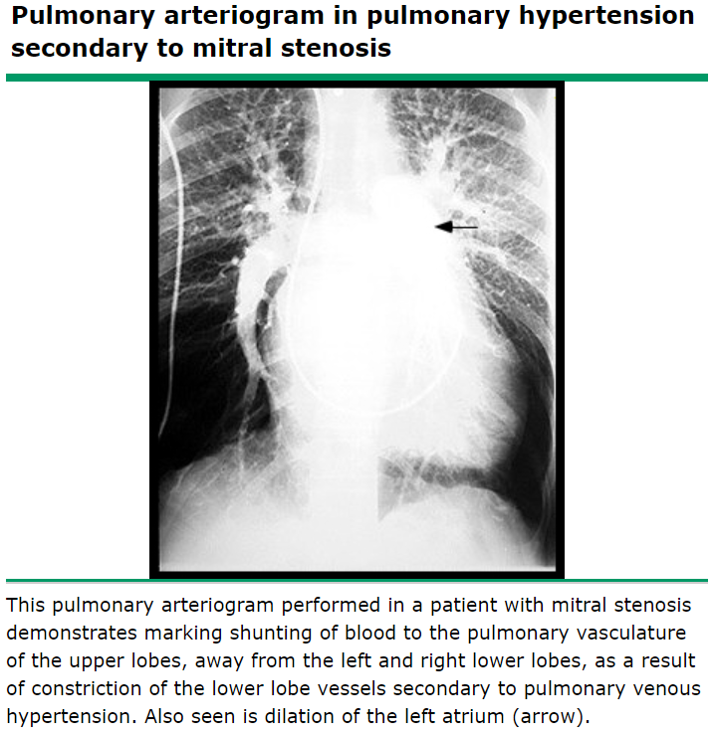 Pulmonary arteriogram in pulmonary hypertension
secondary to mitral stenosis
This pulmonary arteriogram performed in a patient with mitral stenosis
demonstrates marking shunting of blood to the pulmonary vasculature
of the upper lobes, away from the left and right lower lobes, as a result
of constriction of the lower lobe vessels secondary to pulmonary venous
hypertension. Also seen is dilation of the left atrium (arrow).